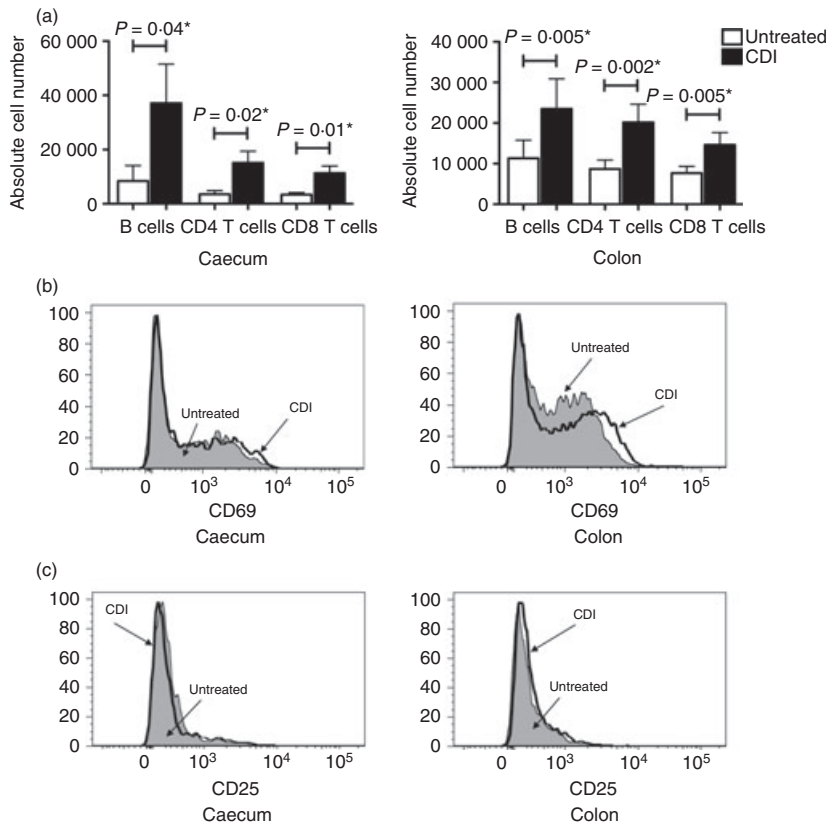 (a)
Absolute cell number
60 000
40 000
20 000
0
P = 0·04*
P = 0·02*
P = 0·01*
B cells CD4 T cells CD8 T cells
Caecum
Absolute cell number
40 000
30 000
20 000
10 000
0
P = 0·005*
P = 0·002*
P = 0·005*
B cells CD4 T cells CD8 T cells
Colon
Untreated
CDI
(b)
100
80
60
40
20
0
Untreated
CDI
0 10³ 10⁴ 10⁵
CD69
Caecum
100
80
60
40
20
0
Untreated
CDI
0 10³ 10⁴ 10⁵
CD69
Colon
(c)
100
80
60
40
20
0
CDI
Untreated
0 10³ 10⁴ 10⁵
CD25
Caecum
100
80
60
40
20
0
CDI
Untreated
0 10³ 10⁴ 10⁵
CD25
Colon